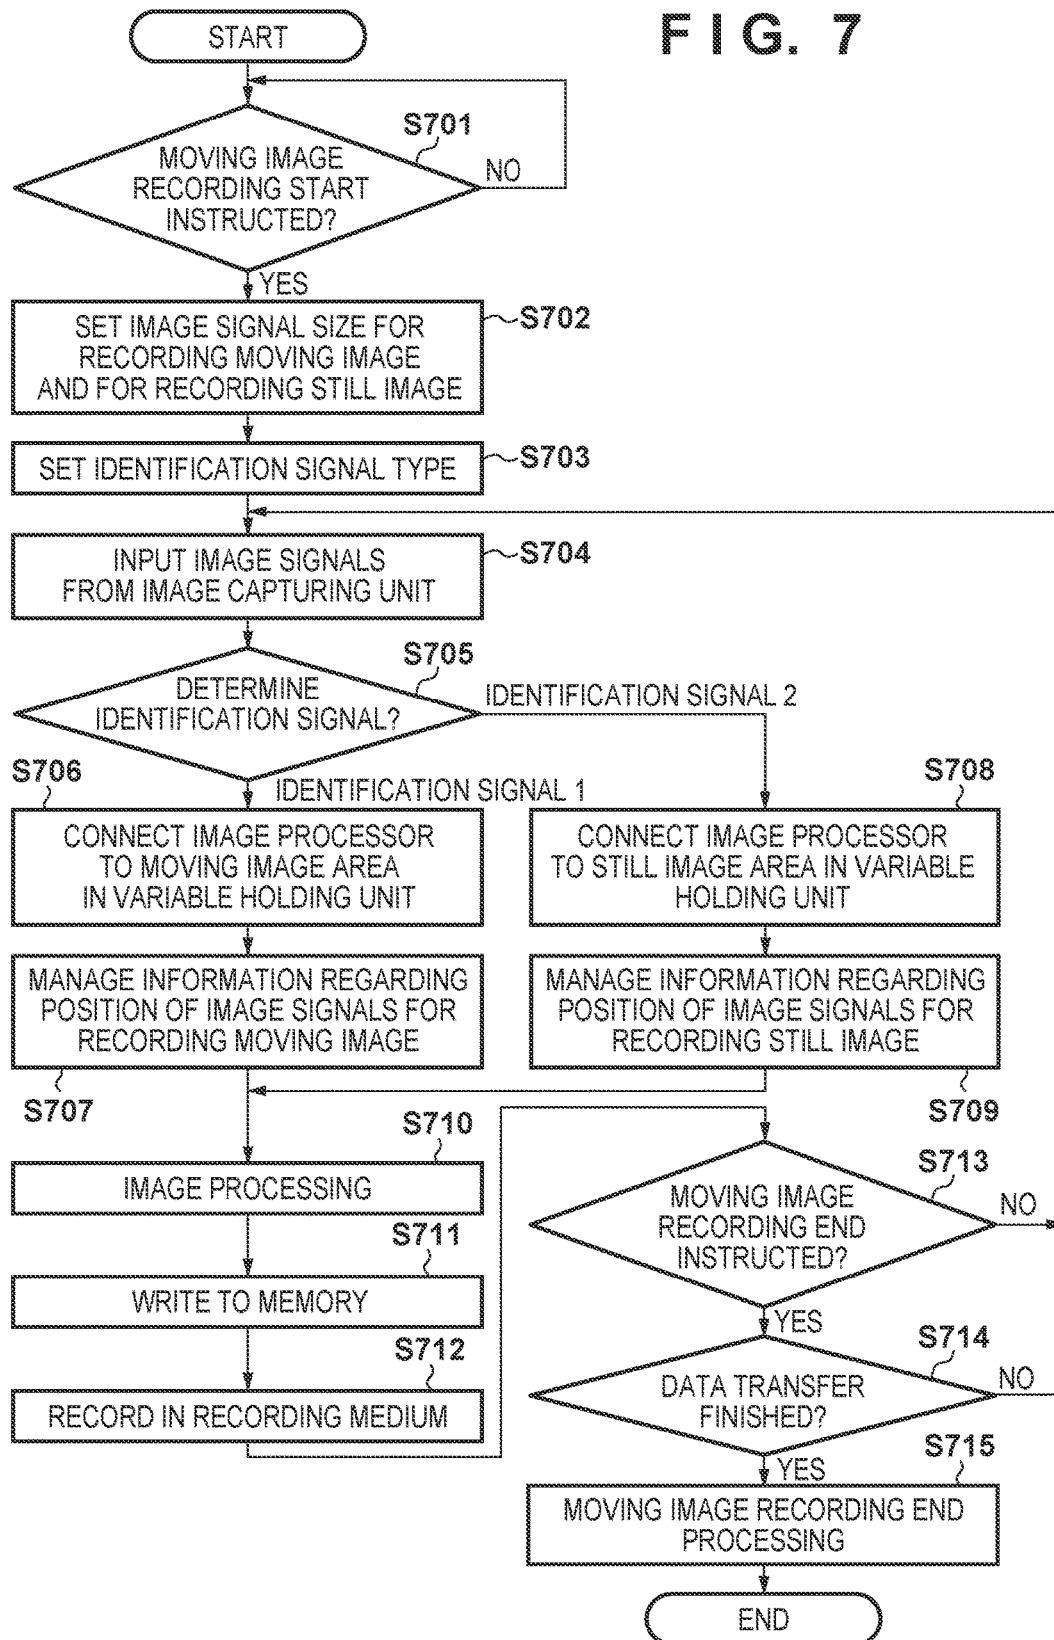 FIG. 7
START
S701
MOVING IMAGE
RECORDING START
INSTRUCTED?
NO
YES
S702
SET IMAGE SIGNAL SIZE FOR
RECORDING MOVING IMAGE
AND FOR RECORDING STILL IMAGE
S703
SET IDENTIFICATION SIGNAL TYPE
S704
INPUT IMAGE SIGNALS
FROM IMAGE CAPTURING UNIT
S705
DETERMINE
IDENTIFICATION SIGNAL?
IDENTIFICATION SIGNAL 2
IDENTIFICATION SIGNAL 1
S706
CONNECT IMAGE PROCESSOR
TO MOVING IMAGE AREA
IN VARIABLE HOLDING UNIT
S708
CONNECT IMAGE PROCESSOR
TO STILL IMAGE AREA IN VARIABLE
HOLDING UNIT
MANAGE INFORMATION REGARDING
POSITION OF IMAGE SIGNALS FOR
RECORDING MOVING IMAGE
S707
MANAGE INFORMATION REGARDING
POSITION OF IMAGE SIGNALS FOR
RECORDING STILL IMAGE
S709
S710
IMAGE PROCESSING
S711
WRITE TO MEMORY
S712
RECORD IN RECORDING MEDIUM
S713
MOVING IMAGE
RECORDING END
INSTRUCTED?
NO
YES
S714
DATA TRANSFER
FINISHED?
NO
YES
S715
MOVING IMAGE RECORDING END
PROCESSING
END